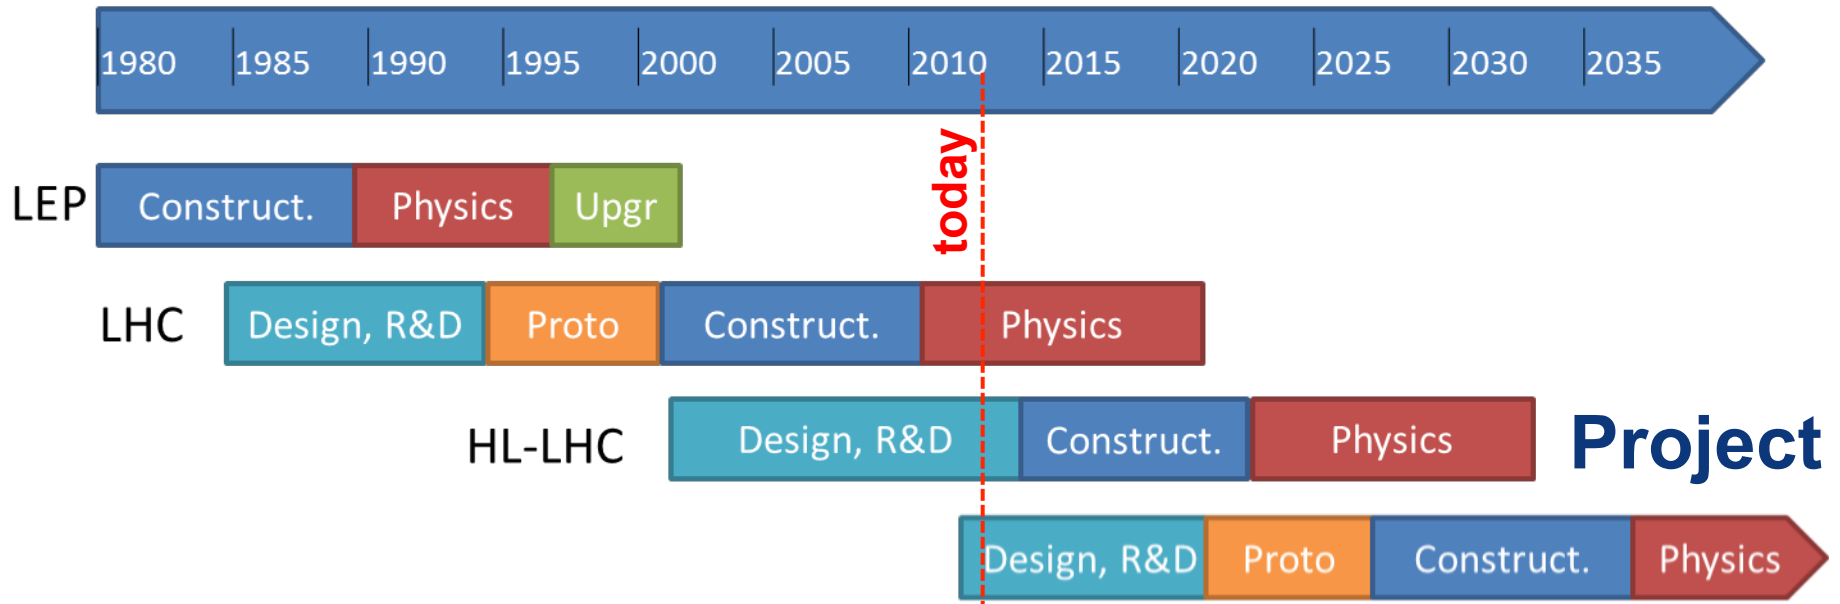 1980 1985 1990 1995 2000 2005 2010 2015 2020 2025 2030 2035
today
LEP Construct. Physics Upgr
LHC Design, R&D Proto Construct. Physics
HL-LHC Design, R&D Construct. Physics Project
Design, R&D Proto Construct. Physics